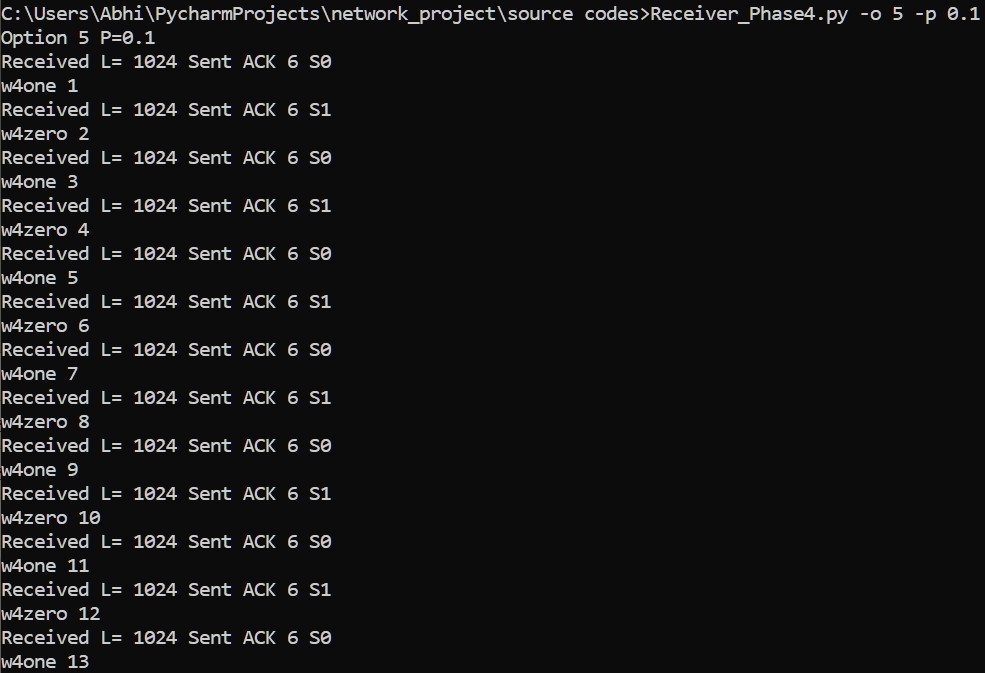 C:\Users\Abhi\PycharmProjects\network_project\source codes>Receiver_Phase4.py -o 5 -p 0.1
Option 5 P=0.1
Received L= 1024 Sent ACK 6 S0
w4one 1
Received L= 1024 Sent ACK 6 S1
w4zero 2
Received L= 1024 Sent ACK 6 S0
w4one 3
Received L= 1024 Sent ACK 6 S1
w4zero 4
Received L= 1024 Sent ACK 6 S0
w4one 5
Received L= 1024 Sent ACK 6 S1
w4zero 6
Received L= 1024 Sent ACK 6 S0
w4one 7
Received L= 1024 Sent ACK 6 S1
w4zero 8
Received L= 1024 Sent ACK 6 S0
w4one 9
Received L= 1024 Sent ACK 6 S1
w4zero 10
Received L= 1024 Sent ACK 6 S0
w4one 11
Received L= 1024 Sent ACK 6 S1
w4zero 12
Received L= 1024 Sent ACK 6 S0
w4one 13